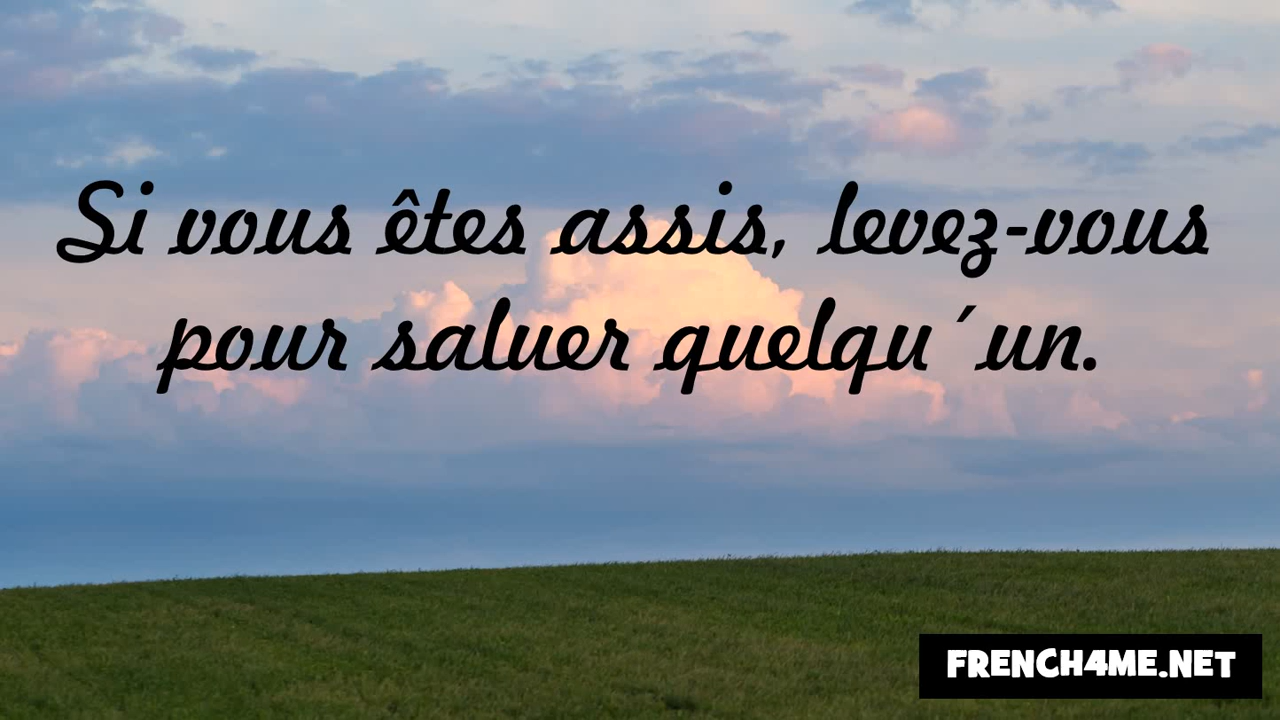 Si vous êtes assis, levez-vous
pour saluer quelqu´un.
FRENCH4ME.NET